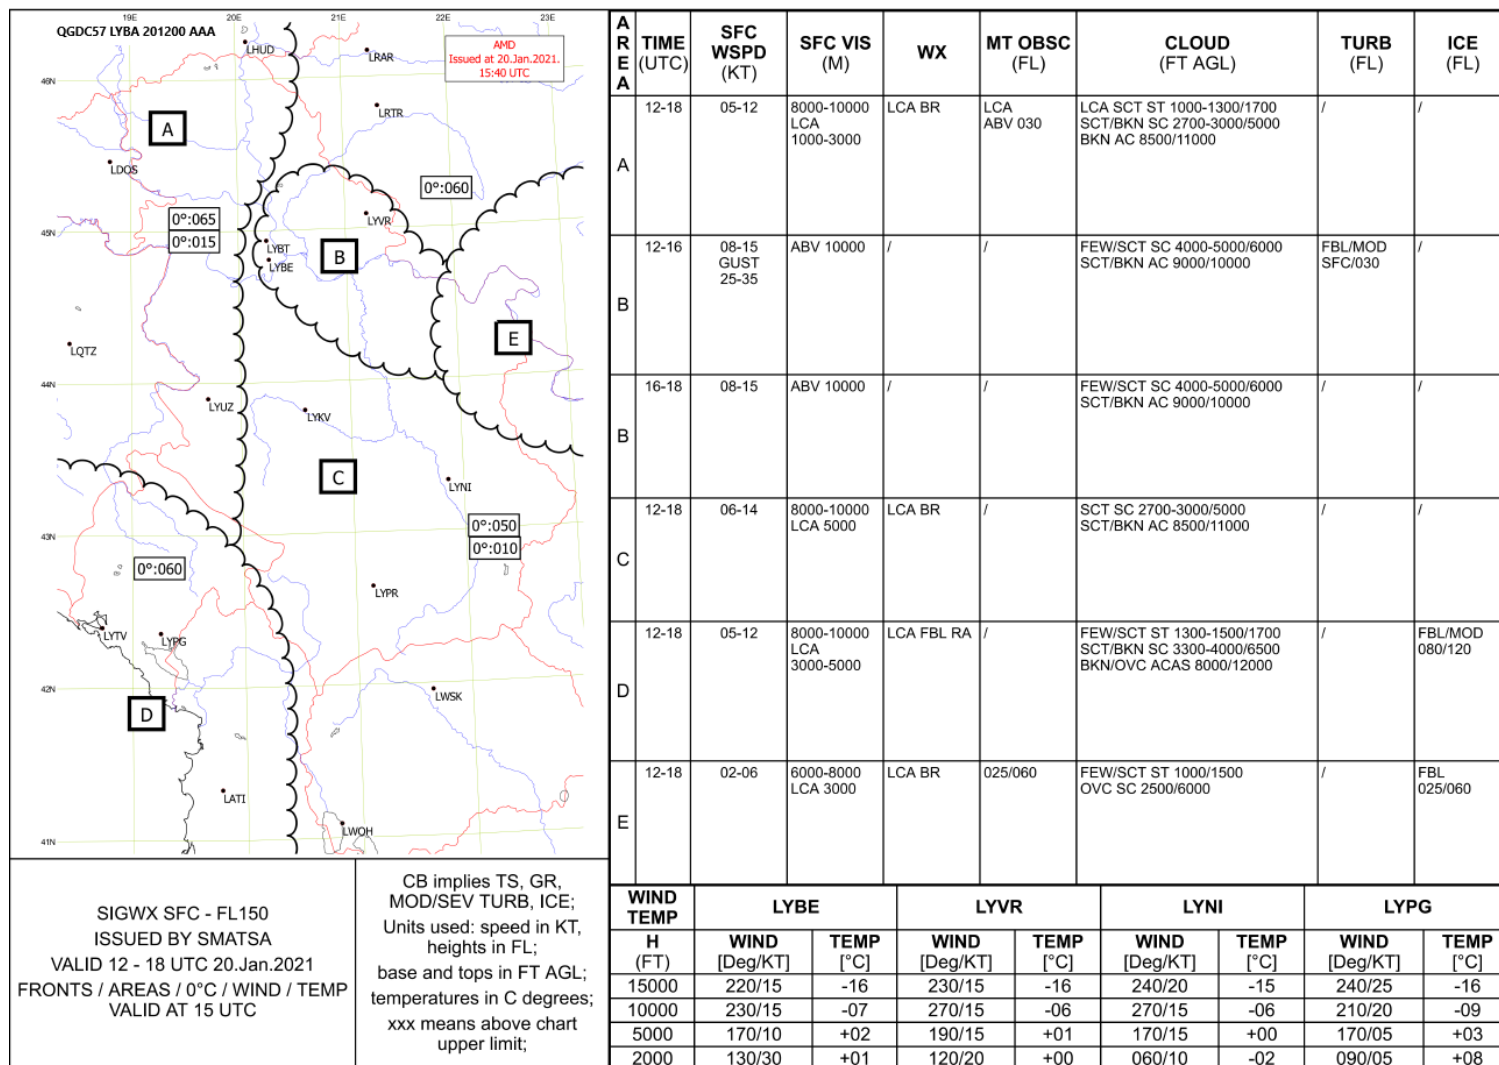 QGDC57 LYBA 201200 AAA
AMD
Issued at 20.Jan.2021.
15:40 UTC
19E 20E 21E 22E 23E
46N
45N
44N
43N
42N
41N
LHUD
LRAR
LRTR
A
LDOS
0°:060
0°:065
0°:015
LYVR
LYBT
LYBE
B
E
LQTZ
LYUZ
LYKV
C
LYNI
0°:050
0°:010
0°:060
LYPR
LYTV
LYPG
LWSK
D
LATI
LWOH
SIGWX SFC - FL150
ISSUED BY SMATSA
VALID 12 - 18 UTC 20.Jan.2021
FRONTS / AREAS / 0°C / WIND / TEMP
VALID AT 15 UTC
CB implies TS, GR,
MOD/SEV TURB, ICE;
Units used: speed in KT,
heights in FL;
base and tops in FT AGL;
temperatures in C degrees;
xxx means above chart
upper limit;
AREA TIME (UTC) SFC WSPD (KT) SFC VIS (M) WX MT OBSC (FL) CLOUD (FT AGL) TURB (FL) ICE (FL)
A 12-18 05-12 8000-10000 LCA BR LCA LCA SCT ST 1000-1300/1700 / /
LCA ABV 030 SCT/BKN SC 2700-3000/5000
1000-3000 BKN AC 8500/11000
B 12-16 08-15 ABV 10000 / / FEW/SCT SC 4000-5000/6000 FBL/MOD /
GUST SCT/BKN AC 9000/10000 SFC/030
25-35
B 16-18 08-15 ABV 10000 / / FEW/SCT SC 4000-5000/6000 / /
SCT/BKN AC 9000/10000
C 12-18 06-14 8000-10000 LCA BR / SCT SC 2700-3000/5000 / /
LCA 5000 SCT/BKN AC 8500/11000
D 12-18 05-12 8000-10000 LCA FBL RA / FEW/SCT ST 1300-1500/1700 / FBL/MOD
LCA SCT/BKN SC 3300-4000/6500 080/120
3000-5000 BKN/OVC ACAS 8000/12000
E 12-18 02-06 6000-8000 LCA BR 025/060 FEW/SCT ST 1000/1500 / FBL
LCA 3000 OVC SC 2500/6000 025/060
WIND TEMP LYBE LYVR LYNI LYPG
H (FT) WIND [Deg/KT] TEMP [°C] WIND [Deg/KT] TEMP [°C] WIND [Deg/KT] TEMP [°C] WIND [Deg/KT] TEMP [°C]
15000 220/15 -16 230/15 -16 240/20 -15 240/25 -16
10000 230/15 -07 270/15 -06 270/15 -06 210/20 -09
5000 170/10 +02 190/15 +01 170/15 +00 170/05 +03
2000 130/30 +01 120/20 +00 060/10 -02 090/05 +08